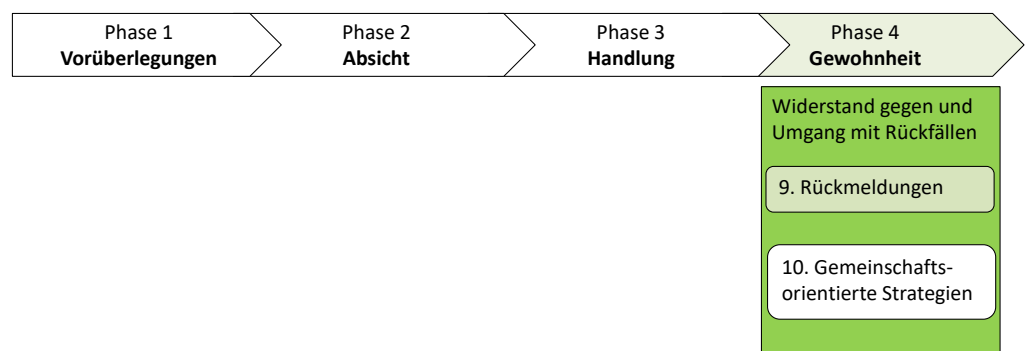 Phase 1
Vorüberlegungen
Phase 2
Absicht
Phase 3
Handlung
Phase 4
Gewohnheit
Widerstand gegen und
Umgang mit Rückfällen
9. Rückmeldungen
10. Gemeinschafts-
orientierte Strategien